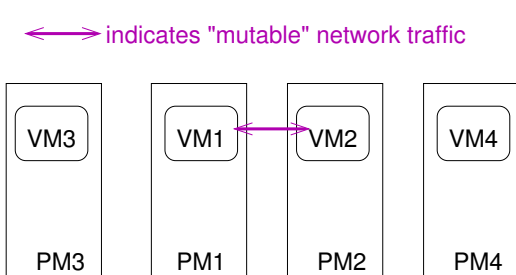 indicates "mutable" network traffic
VM3 VM1 VM2 VM4
PM3 PM1 PM2 PM4